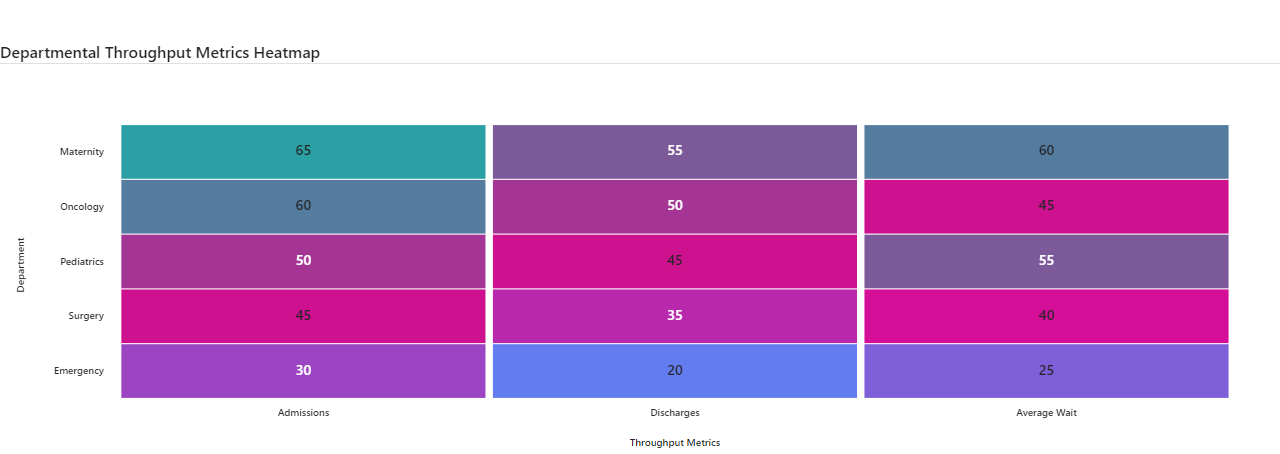 Departmental Throughput Metrics Heatmap
Maternity 65 55 60
Oncology 60 50 45
Pediatrics 50 45 55
Surgery 45 35 40
Emergency 30 20 25
Department
Admissions Discharges Average Wait
Throughput Metrics